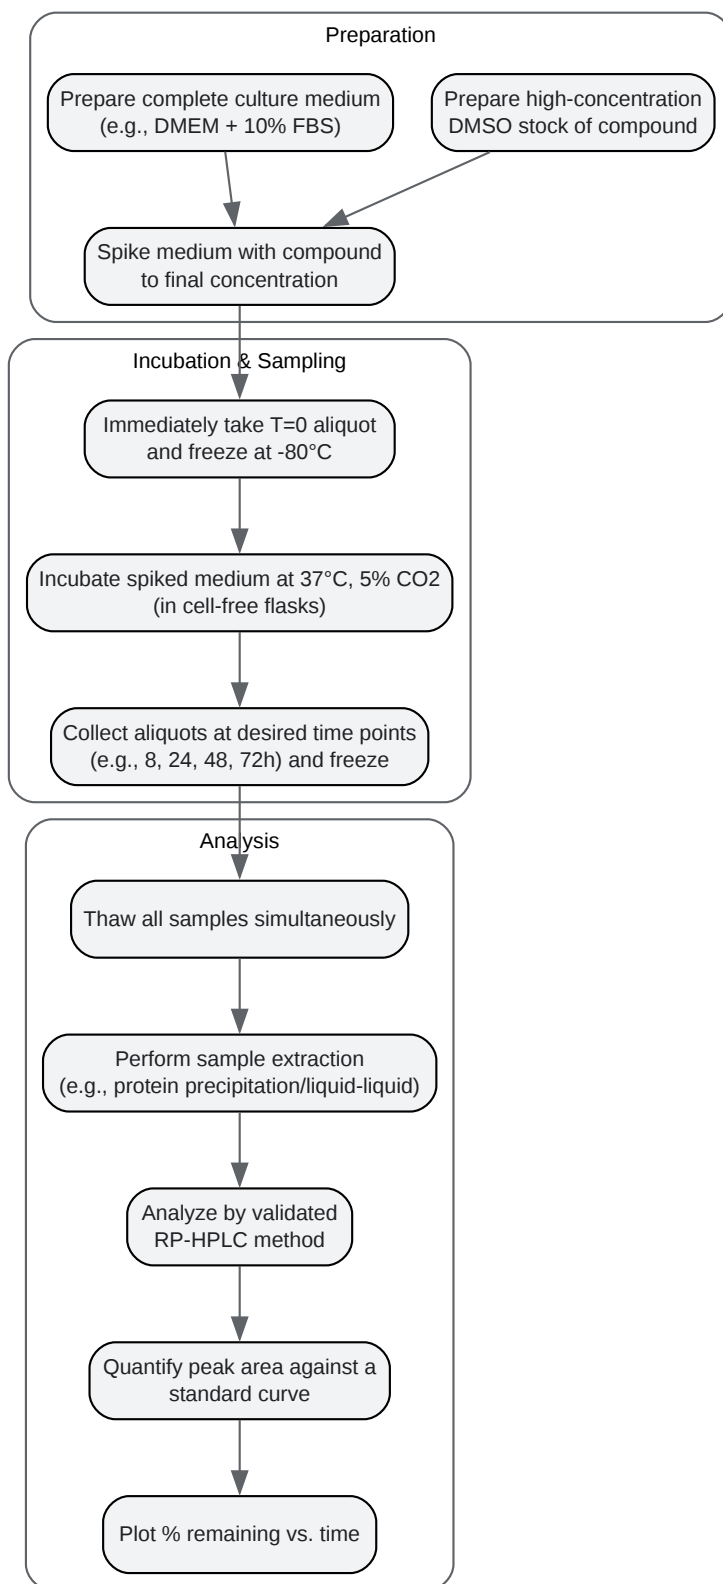 Preparation
Prepare complete culture medium
(e.g., DMEM + 10% FBS)
Prepare high-concentration
DMSO stock of compound
Spike medium with compound
to final concentration
Incubation & Sampling
Immediately take T=0 aliquot
and freeze at -80°C
Incubate spiked medium at 37°C, 5% CO2
(in cell-free flasks)
Collect aliquots at desired time points
(e.g., 8, 24, 48, 72h) and freeze
Analysis
Thaw all samples simultaneously
Perform sample extraction
(e.g., protein precipitation/liquid-liquid)
Analyze by validated
RP-HPLC method
Quantify peak area against a
standard curve
Plot % remaining vs. time